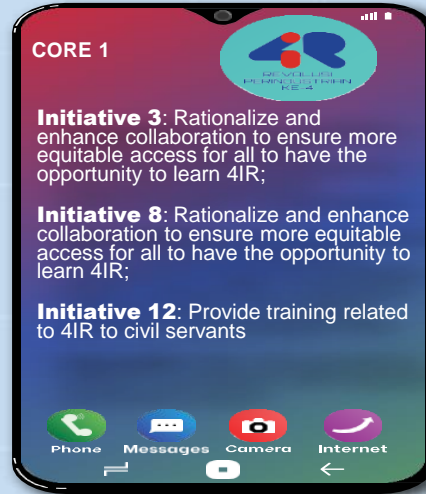 CORE 1
4IR
REVOLUSI
PERINDUSTRIAN
KE-4
Initiative 3: Rationalize and
enhance collaboration to ensure more
equitable access for all to have the
opportunity to learn 4IR;
Initiative 8: Rationalize and enhance
collaboration to ensure more equitable
access for all to have the opportunity to
learn 4IR;
Initiative 12: Provide training related
to 4IR to civil servants
Phone Messages Camera Internet